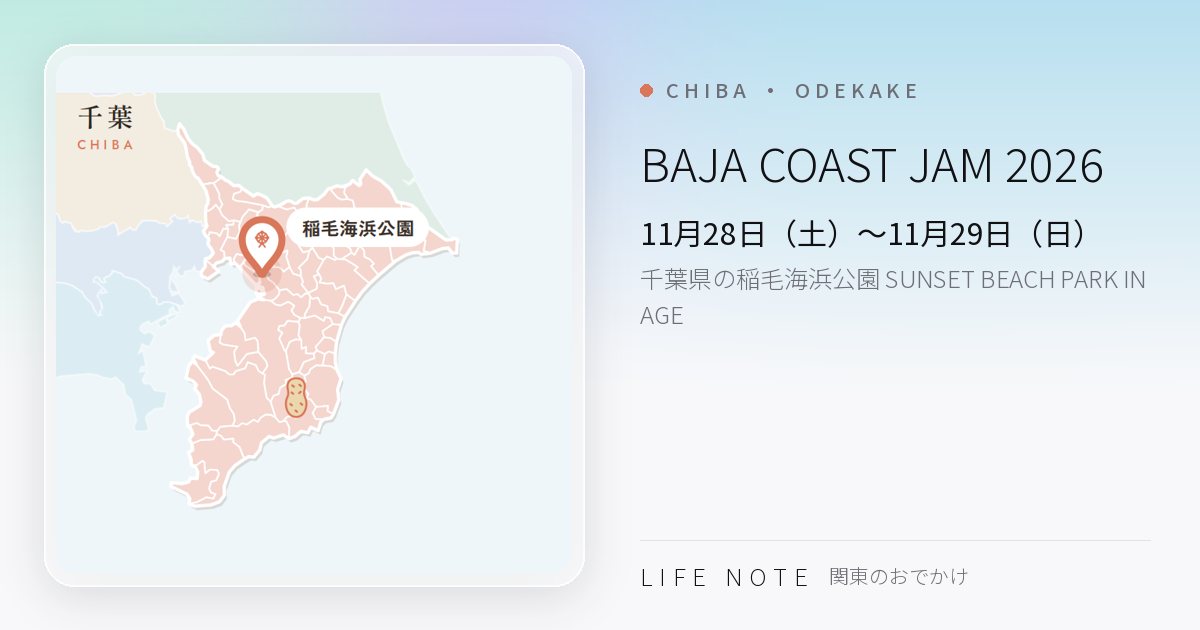 千葉
CHIBA
稲毛海浜公園
CHIBA • ODEKAKE
BAJA COAST JAM 2026
11月28日（土）〜11月29日（日）
千葉県の稲毛海浜公園 SUNSET BEACH PARK IN
AGE
LIFE NOTE 関東のおでかけ